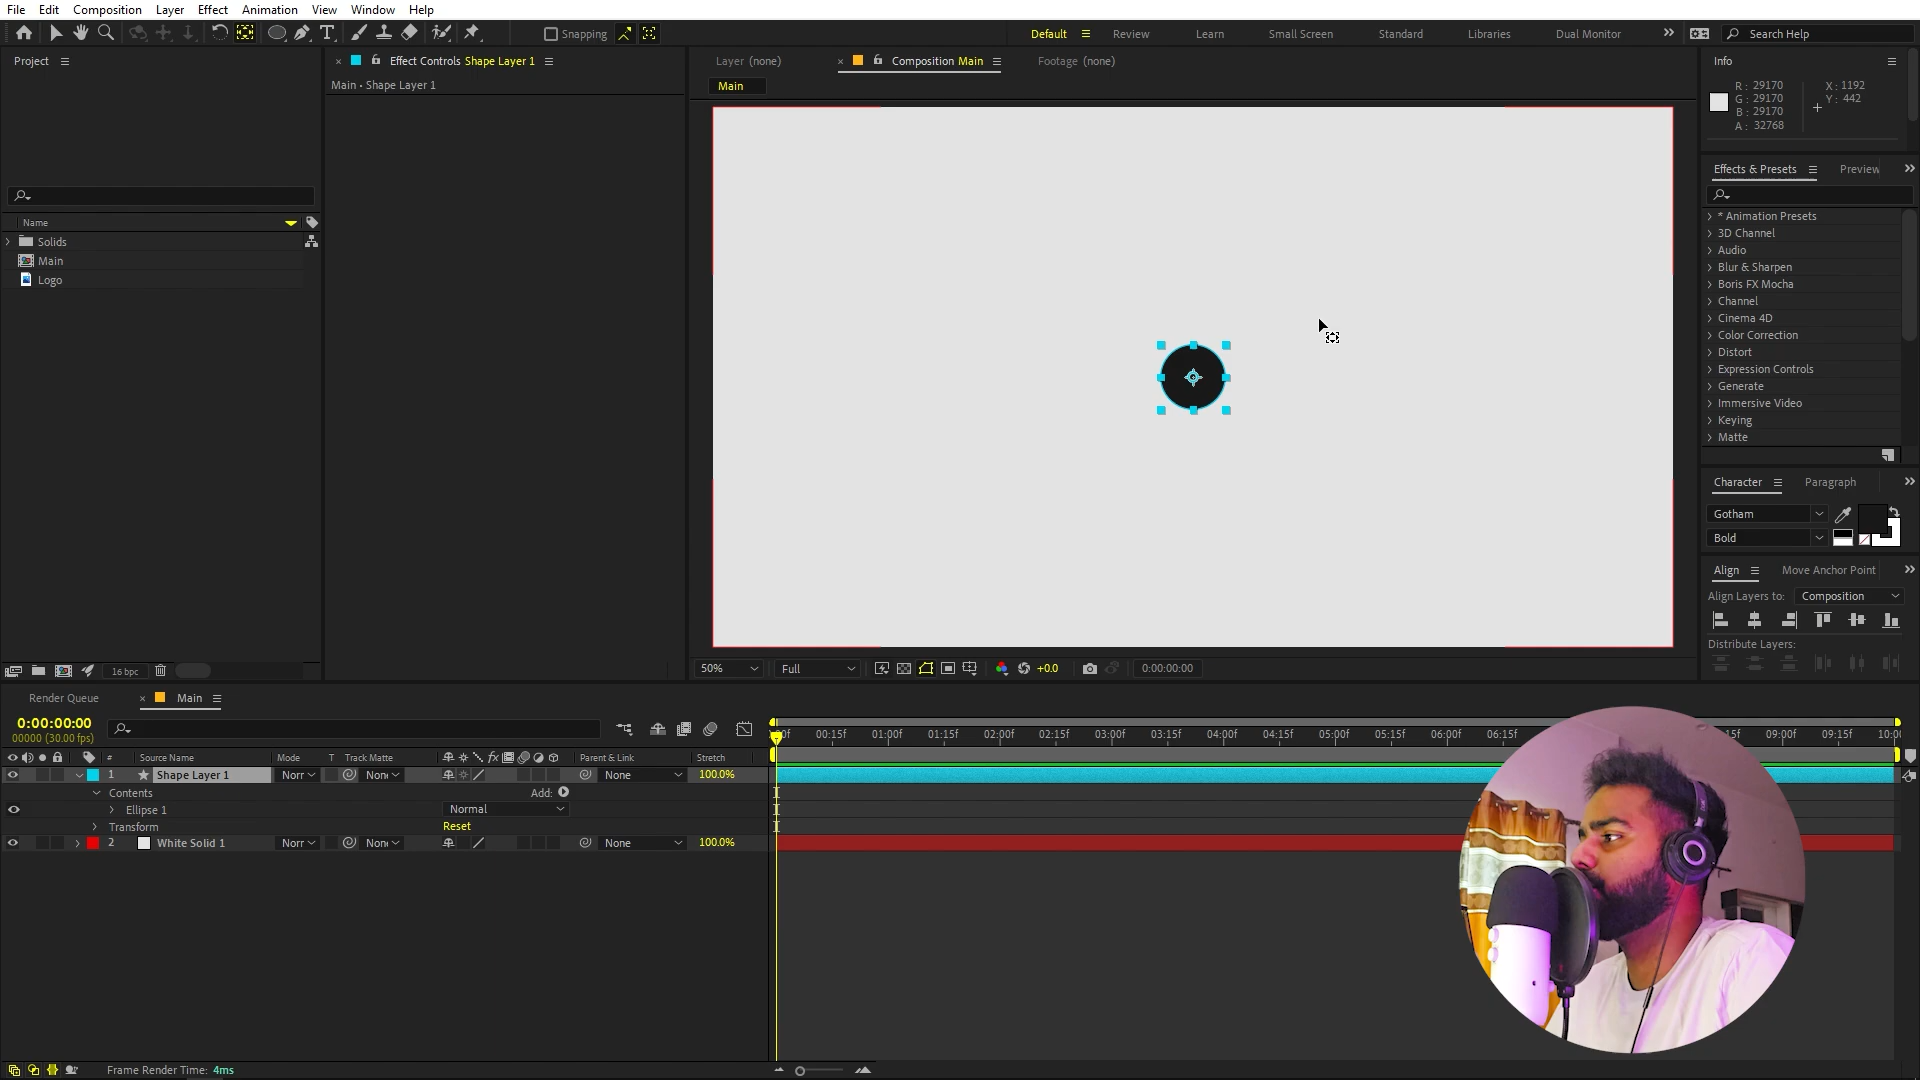 File Edit Composition Layer Effect Animation View Window Help
Snapping
Default Review Learn Small Screen Standard Libraries Dual Monitor Search Help
Project
Effect Controls Shape Layer 1
Main • Shape Layer 1
Layer (none) Composition Main Footage (none)
Main
Name
Solids
Main
Logo
16 bpc
50% Full +0.0 0:00:00:00
Info
R : 29170
G : 29170
B : 29170
A : 32768
X : 1192
Y : 442
Effects & Presets Preview
* Animation Presets
3D Channel
Audio
Blur & Sharpen
Boris FX Mocha
Channel
Cinema 4D
Color Correction
Distort
Expression Controls
Generate
Immersive Video
Keying
Matte
Character Paragraph
Gotham
Bold
Align Move Anchor Point
Align Layers to: Composition
Distribute Layers:
Render Queue Main
0:00:00:00
00000 (30.00 fps)
00:15f 01:00f 01:15f 02:00f 02:15f 03:00f 03:15f 04:00f 04:15f 05:00f 05:15f 06:00f 06:15f 09:00f 09:15f
# Source Name Mode T Track Matte fx Parent & Link Stretch
1 Shape Layer 1 Norr None 100.0%
Contents Add:
Ellipse 1 Normal
Transform Reset
2 White Solid 1 Norr None 100.0%
Frame Render Time: 4ms